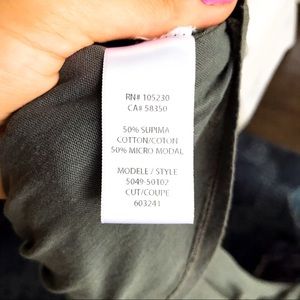 RN# 105230
CA# 58350
50% SUPIMA
COTTON/COTON
50% MICRO MODAL
MODELE / STYLE
5049-50102
CUT/COUPE
603241